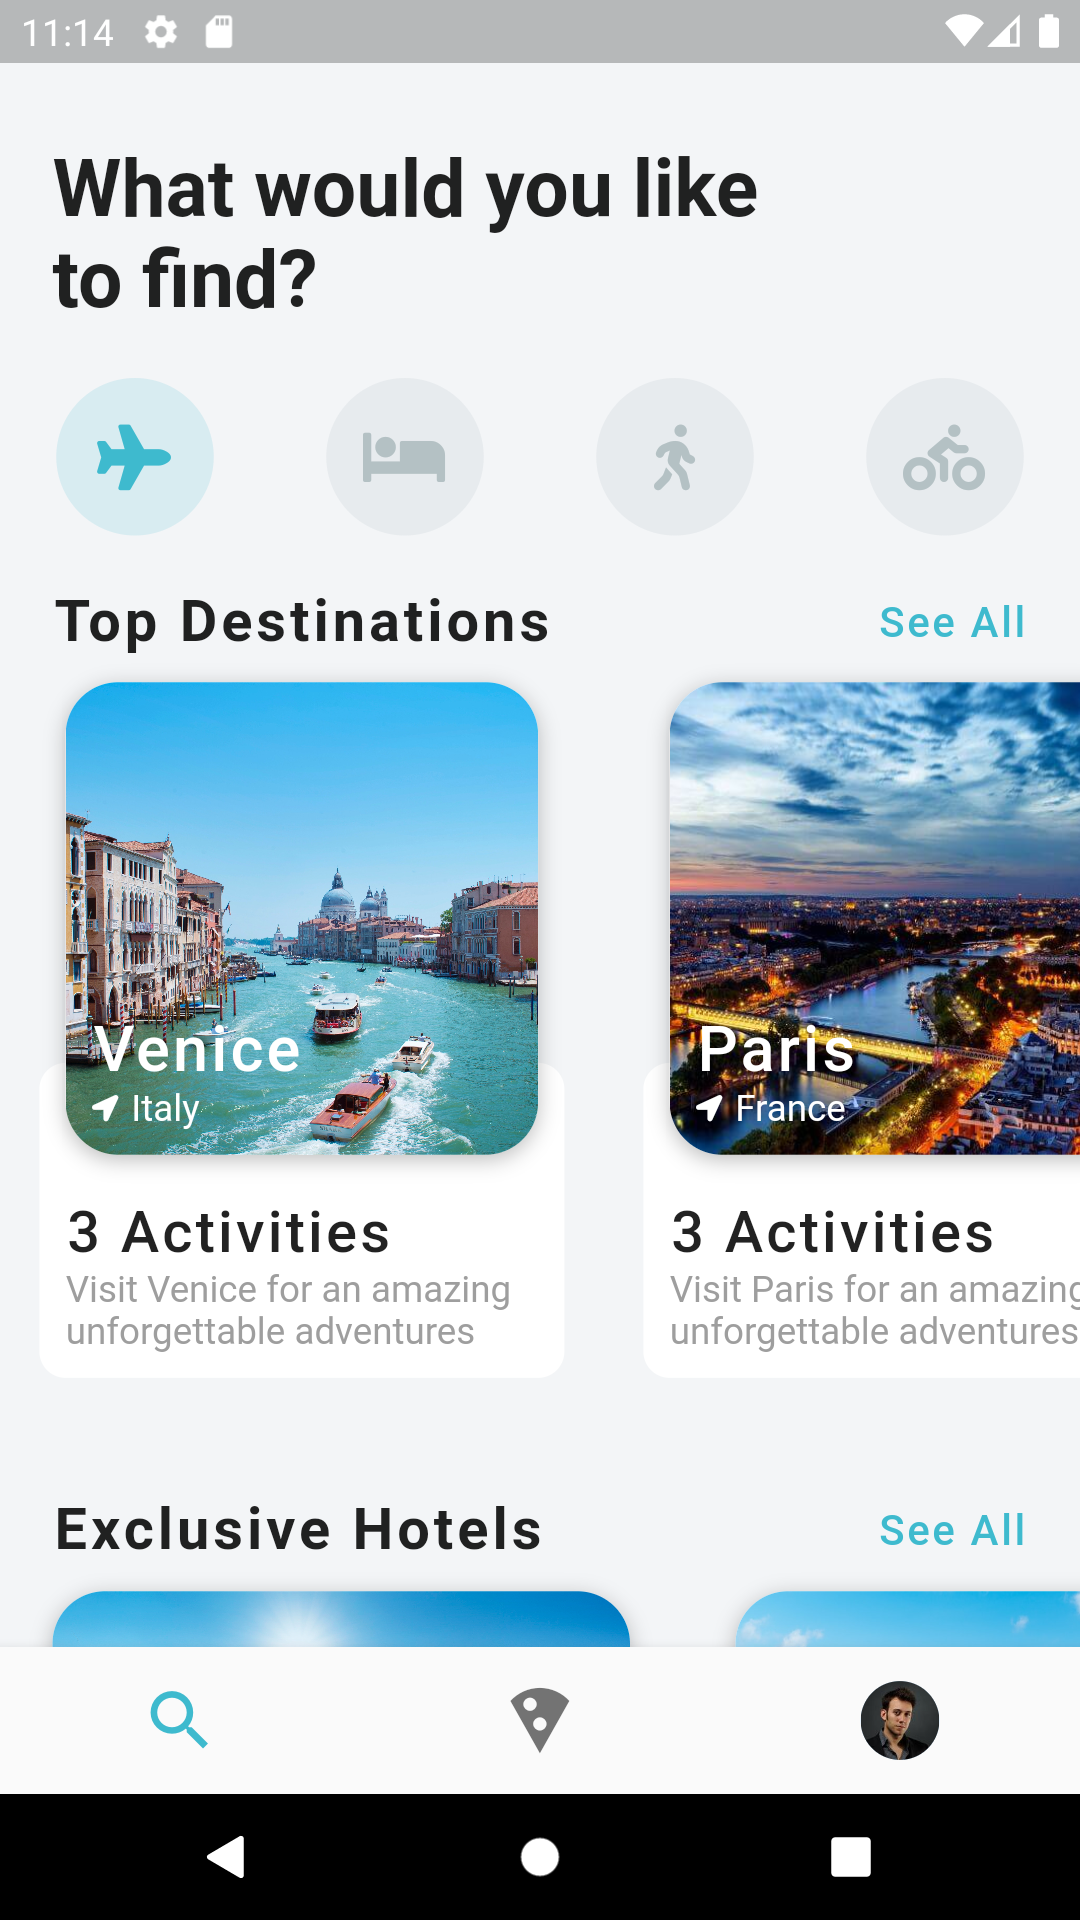 11:14
What would you like
to find?
Top Destinations
See All
Venice
Italy
Paris
France
3 Activities
Visit Venice for an amazing
unforgettable adventures
3 Activities
Visit Paris for an amazing
unforgettable adventures
Exclusive Hotels
See All